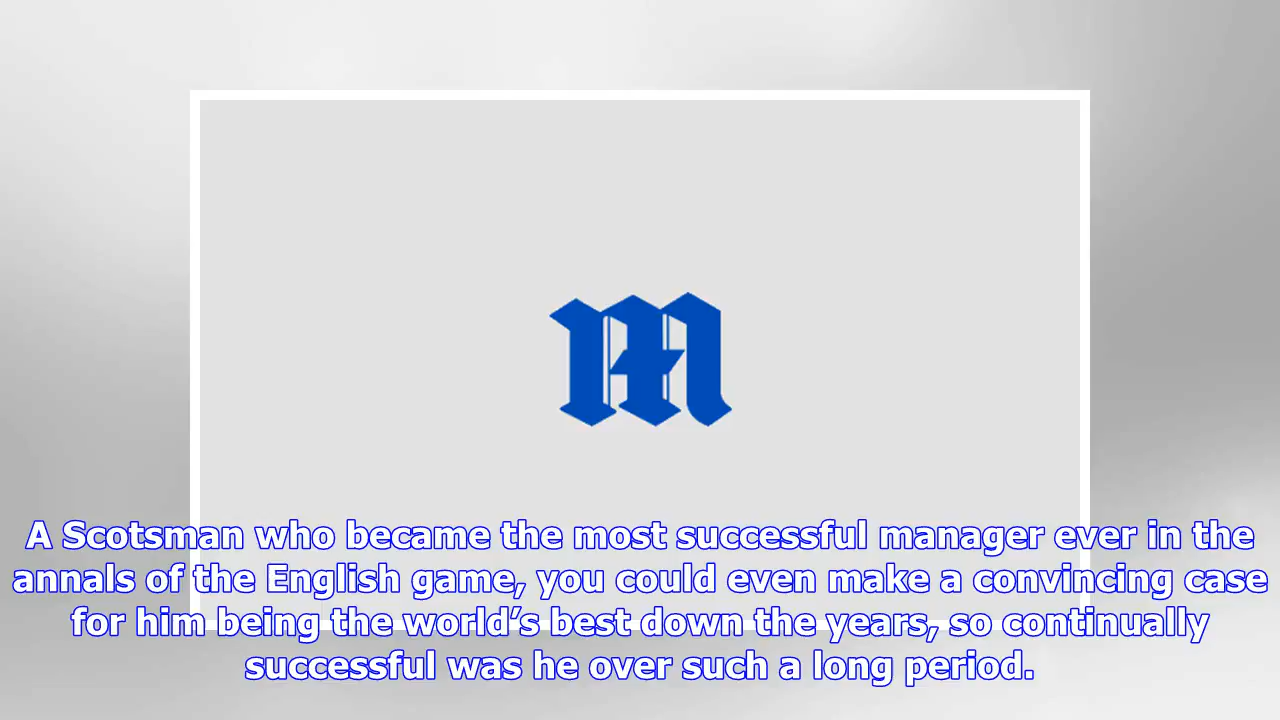 m
A Scotsman who became the most successful manager ever in the
annals of the English game, you could even make a convincing case
for him being the world’s best down the years, so continually
successful was he over such a long period.